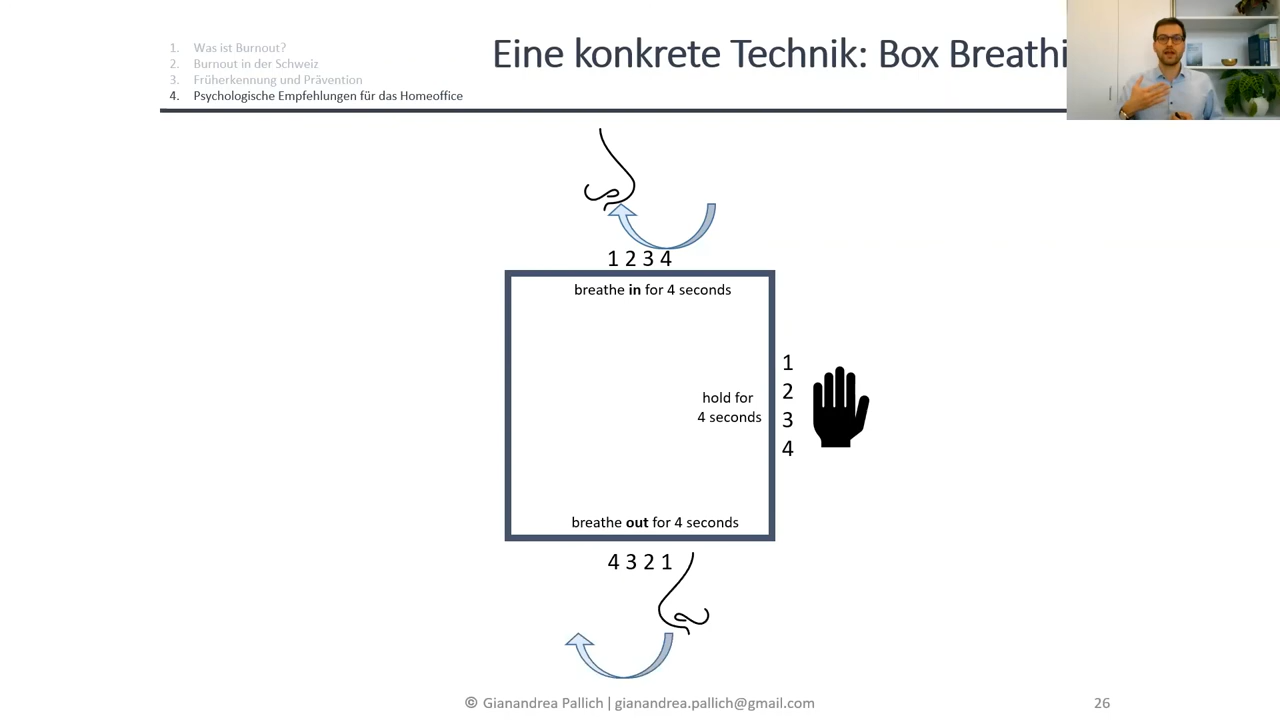 1. Was ist Burnout?
2. Burnout in der Schweiz
3. Früherkennung und Prävention
4. Psychologische Empfehlungen für das Homeoffice
Eine konkrete Technik: Box Breathi
1 2 3 4
breathe in for 4 seconds
hold for
4 seconds
1
2
3
4
breathe out for 4 seconds
4 3 2 1
© Gianandrea Pallich | gianandrea.pallich@gmail.com
26